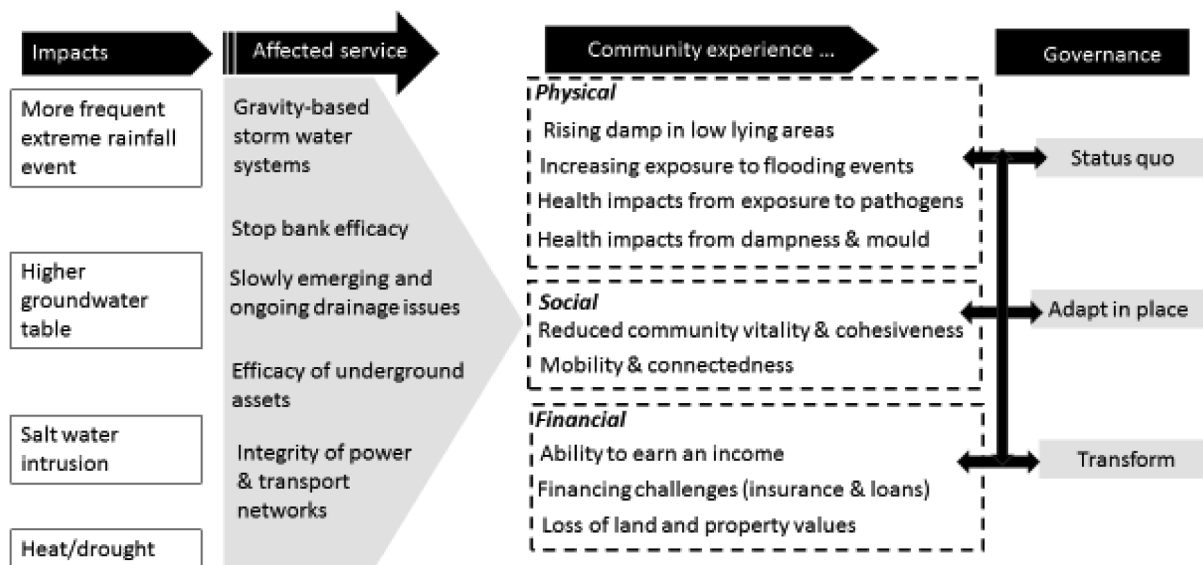 Impacts
Affected service
Community experience ...
Governance
More frequent
extreme rainfall
event
Higher
groundwater
table
Salt water
intrusion
Heat/drought
Gravity-based
storm water
systems
Stop bank efficacy
Slowly emerging and
ongoing drainage issues
Efficacy of underground
assets
Integrity of power
& transport
networks
Physical
Rising damp in low lying areas
Increasing exposure to flooding events
Health impacts from exposure to pathogens
Health impacts from dampness & mould
Social
Reduced community vitality & cohesiveness
Mobility & connectedness
Financial
Ability to earn an income
Financing challenges (insurance & loans)
Loss of land and property values
Status quo
Adapt in place
Transform